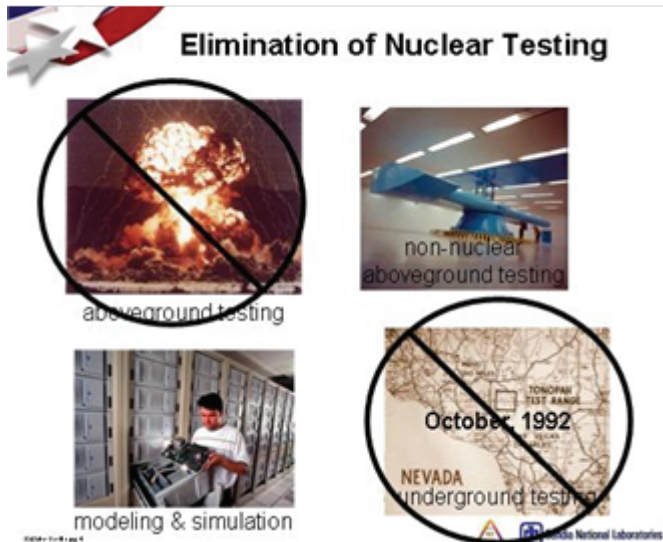 Elimination of Nuclear Testing
aboveground testing
non-nuclear
aboveground testing
modeling & simulation
TONOPAH
TEST RANGE
October, 1992
VEGAS
NEVADA
underground testing
Sandia National Laboratories